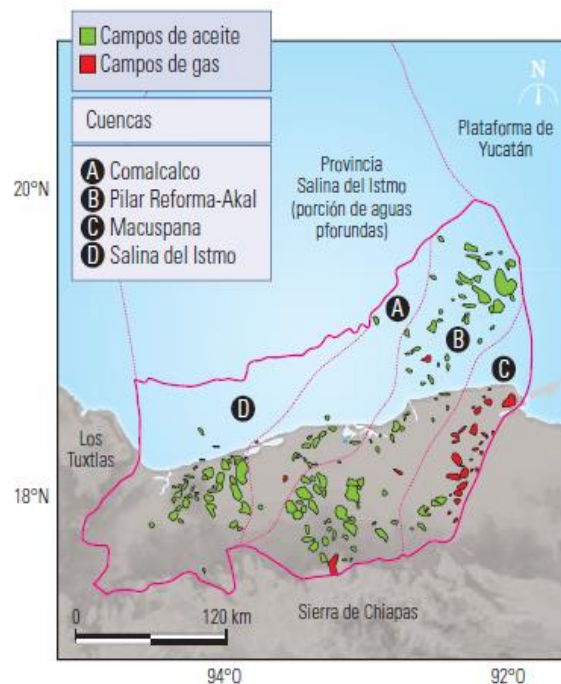 Campos de aceite
Campos de gas
Cuencas
A Comalcalco
B Pilar Reforma-Akal
C Macuspana
D Salina del Istmo
N
Plataforma de
Yucatán
Provincia
Salina del Istmo
(porción de aguas
pforundas)
20°N
A
B
C
D
Los
Tuxtlas
18°N
Sierra de Chiapas
0 120 km
94°O 92°O